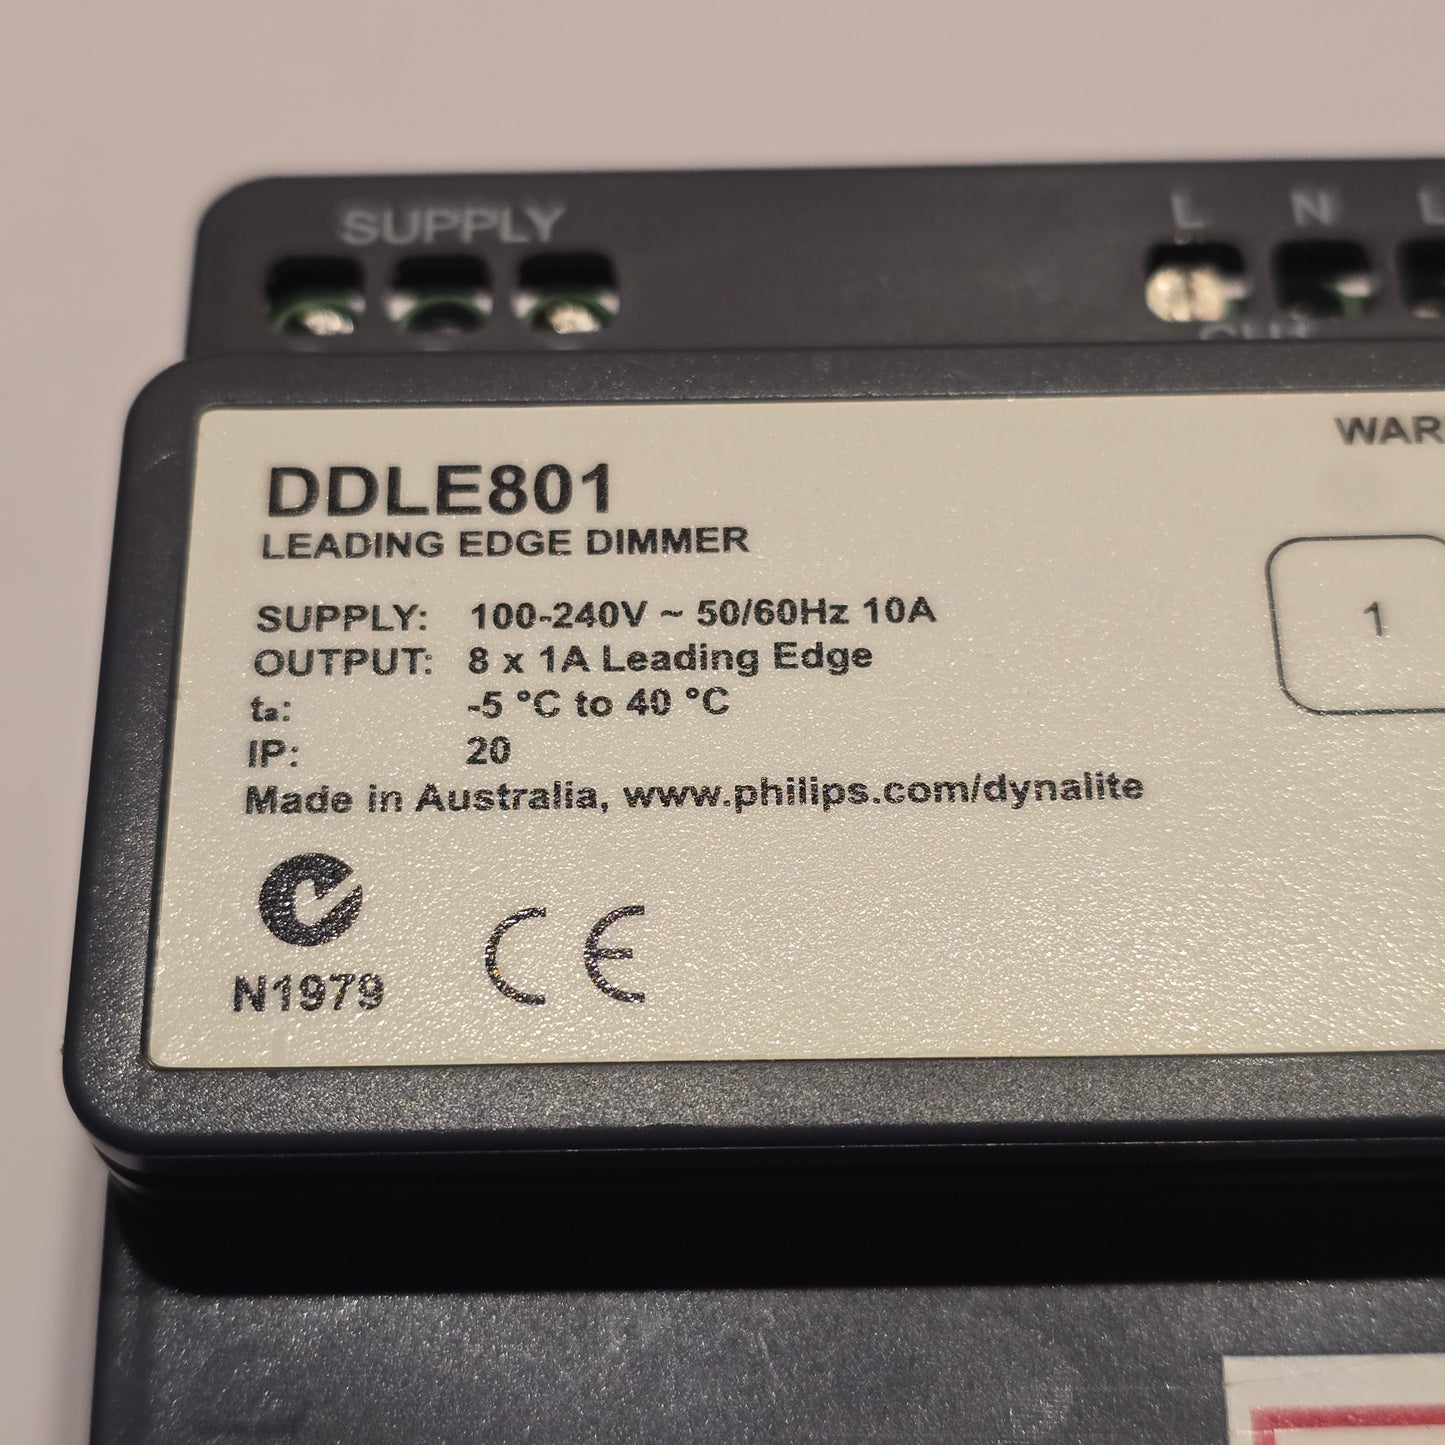 SUPPLY
L N L
OUT
WAR
DDLE801
LEADING EDGE DIMMER
1
SUPPLY: 100-240V ~ 50/60Hz 10A
OUTPUT: 8 x 1A Leading Edge
ta: -5 °C to 40 °C
IP: 20
Made in Australia, www.philips.com/dynalite
N1979
CE